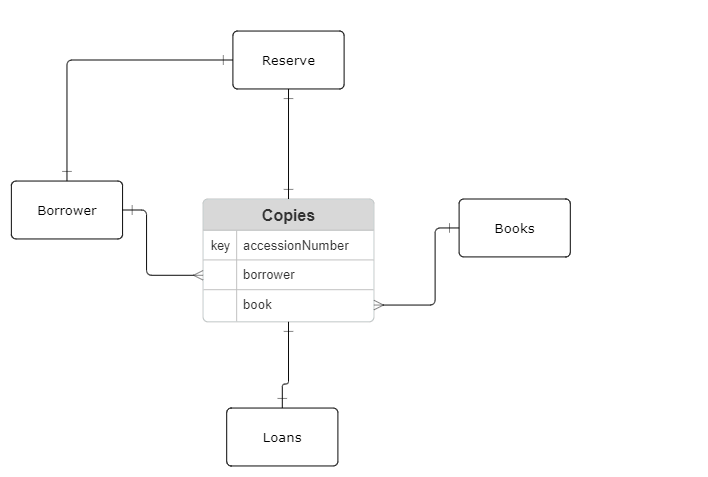 Reserve
Borrower
Copies
key accessionNumber
borrower
book
Books
Loans